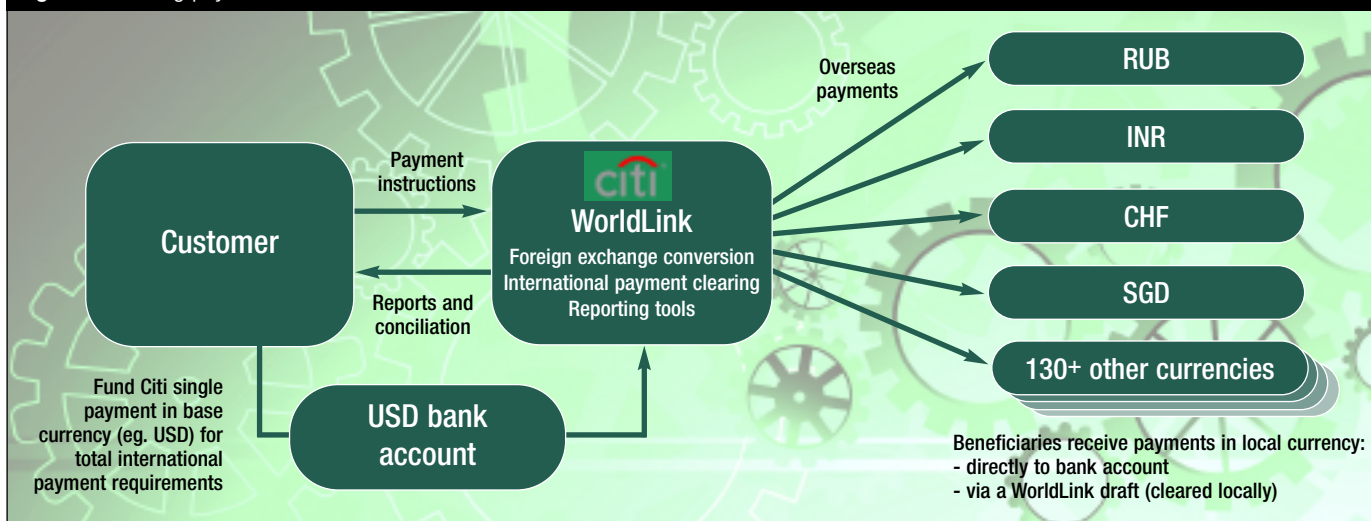 Customer
Payment
instructions
Reports and
conciliation
citi
WorldLink
Foreign exchange conversion
International payment clearing
Reporting tools
Overseas
payments
RUB
INR
CHF
SGD
130+ other currencies
Fund Citi single
payment in base
currency (eg. USD) for
total international
payment requirements
USD bank
account
Beneficiaries receive payments in local currency:
- directly to bank account
- via a WorldLink draft (cleared locally)